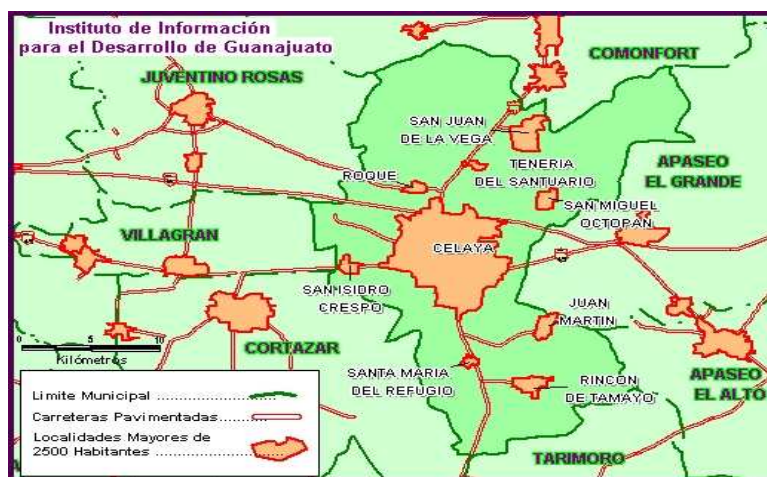 Instituto de Información
para el Desarrollo de Guanajuato
COMONFORT
JUVENTINO ROSAS
SAN JUAN
DE LA VEGA
TENERIA
DEL SANTUARIO
APASEO
EL GRANDE
ROQUE
SAN MIGUEL
OCTOPAN
VILLAGRAN
CELAYA
45
45
SAN ISIDRO
CRESPO
JUAN
MARTIN
0 5 10
Kilómetros
CORTAZAR
SANTA MARIA
DEL REFUGIO
RINCON
DE TAMAYO
APASEO
EL ALTO
TARIMORO
Limite Municipal
Carreteras Pavimentadas
Localidades Mayores de
2500 Habitantes